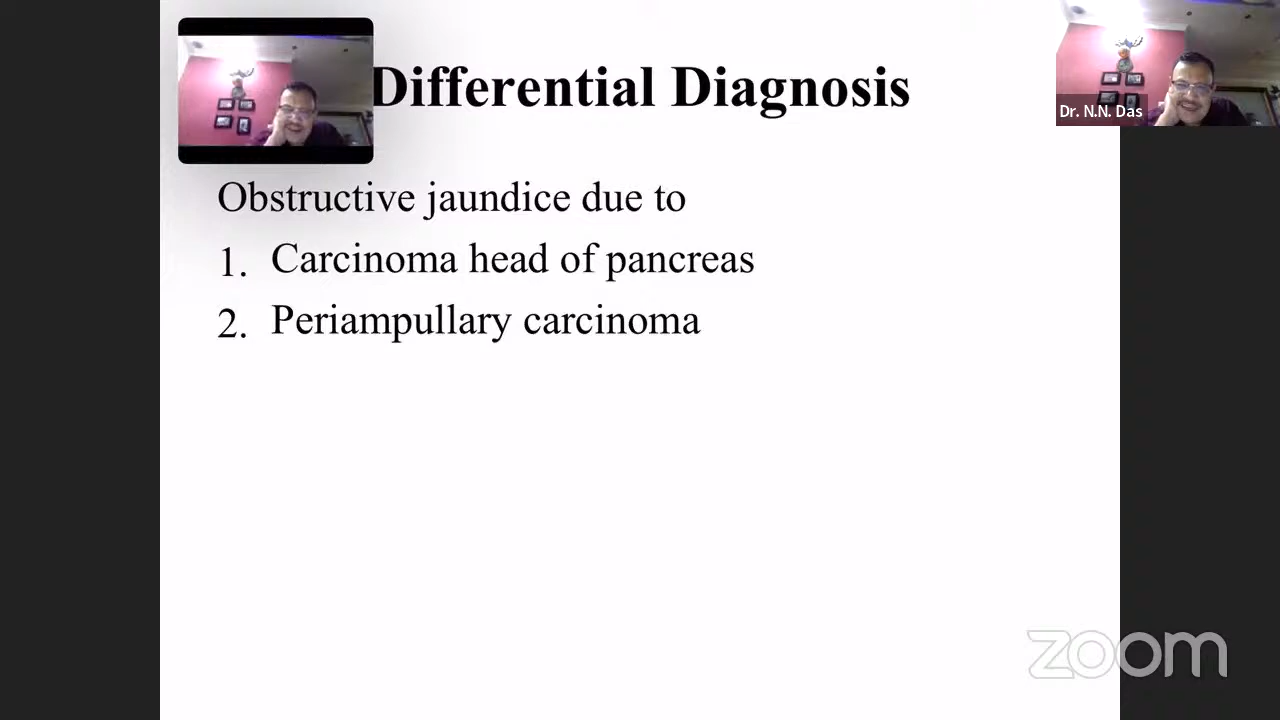 Differential Diagnosis
Dr. N.N. Das
Obstructive jaundice due to
1. Carcinoma head of pancreas
2. Periampullary carcinoma
zoom